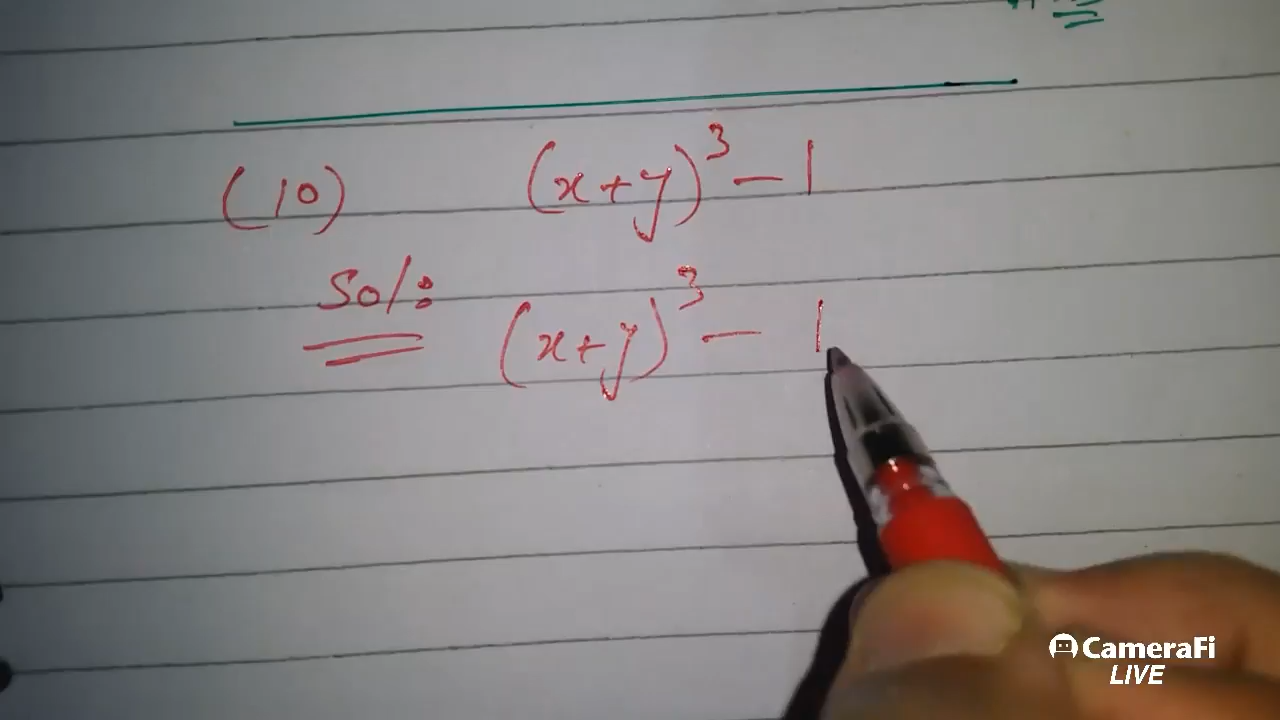 (10) (x+y)³ - 1
Sol:
(x+y)³ - 1
CameraFi
LIVE